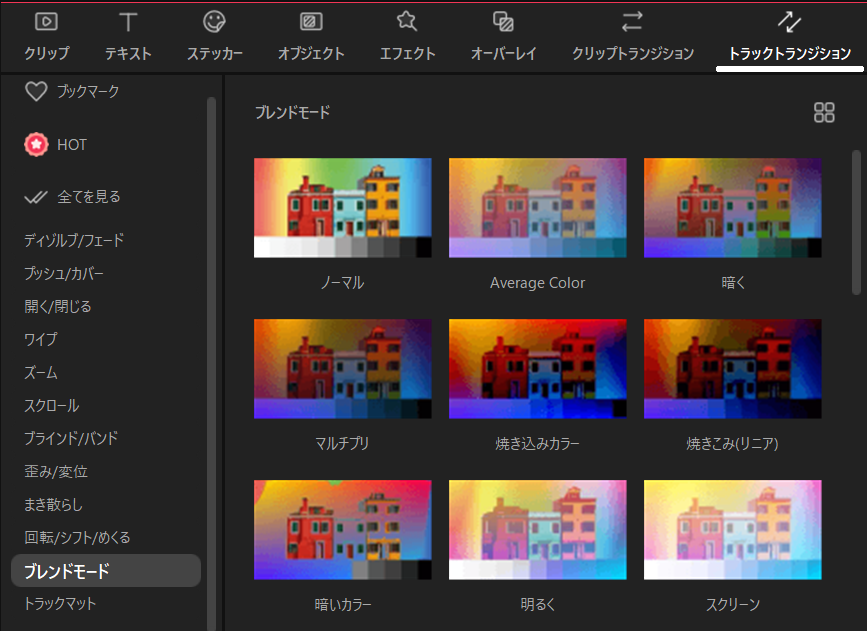 クリップ
テキスト
ステッカー
オブジェクト
エフェクト
オーバーレイ
クリップトランジション
トラックトランジション
ブックマーク
HOT
全てを見る
ディゾルブ/フェード
プッシュ/カバー
開く/閉じる
ワイプ
ズーム
スクロール
ブラインド/バンド
歪み/変位
まき散らし
回転/シフト/めくる
ブレンドモード
トラックマット
ブレンドモード
ノーマル
Average Color
暗く
マルチプリ
焼き込みカラー
焼きこみ(リニア)
暗いカラー
明るく
スクリーン